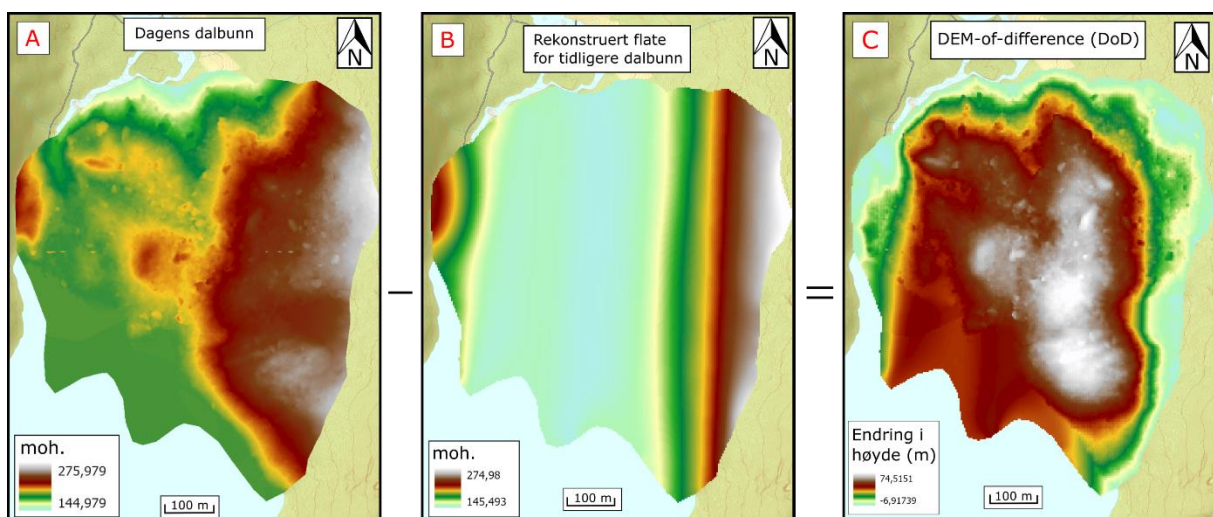 A
Dagens dalbunn
N
moh.
275,979
144,979
100 m
−
B
Rekonstruert flate
for tidligere dalbunn
N
moh.
274,98
145,493
100 m
=
C
DEM-of-difference (DoD)
N
Endring i
høyde (m)
74,5151
-6,91739
100 m